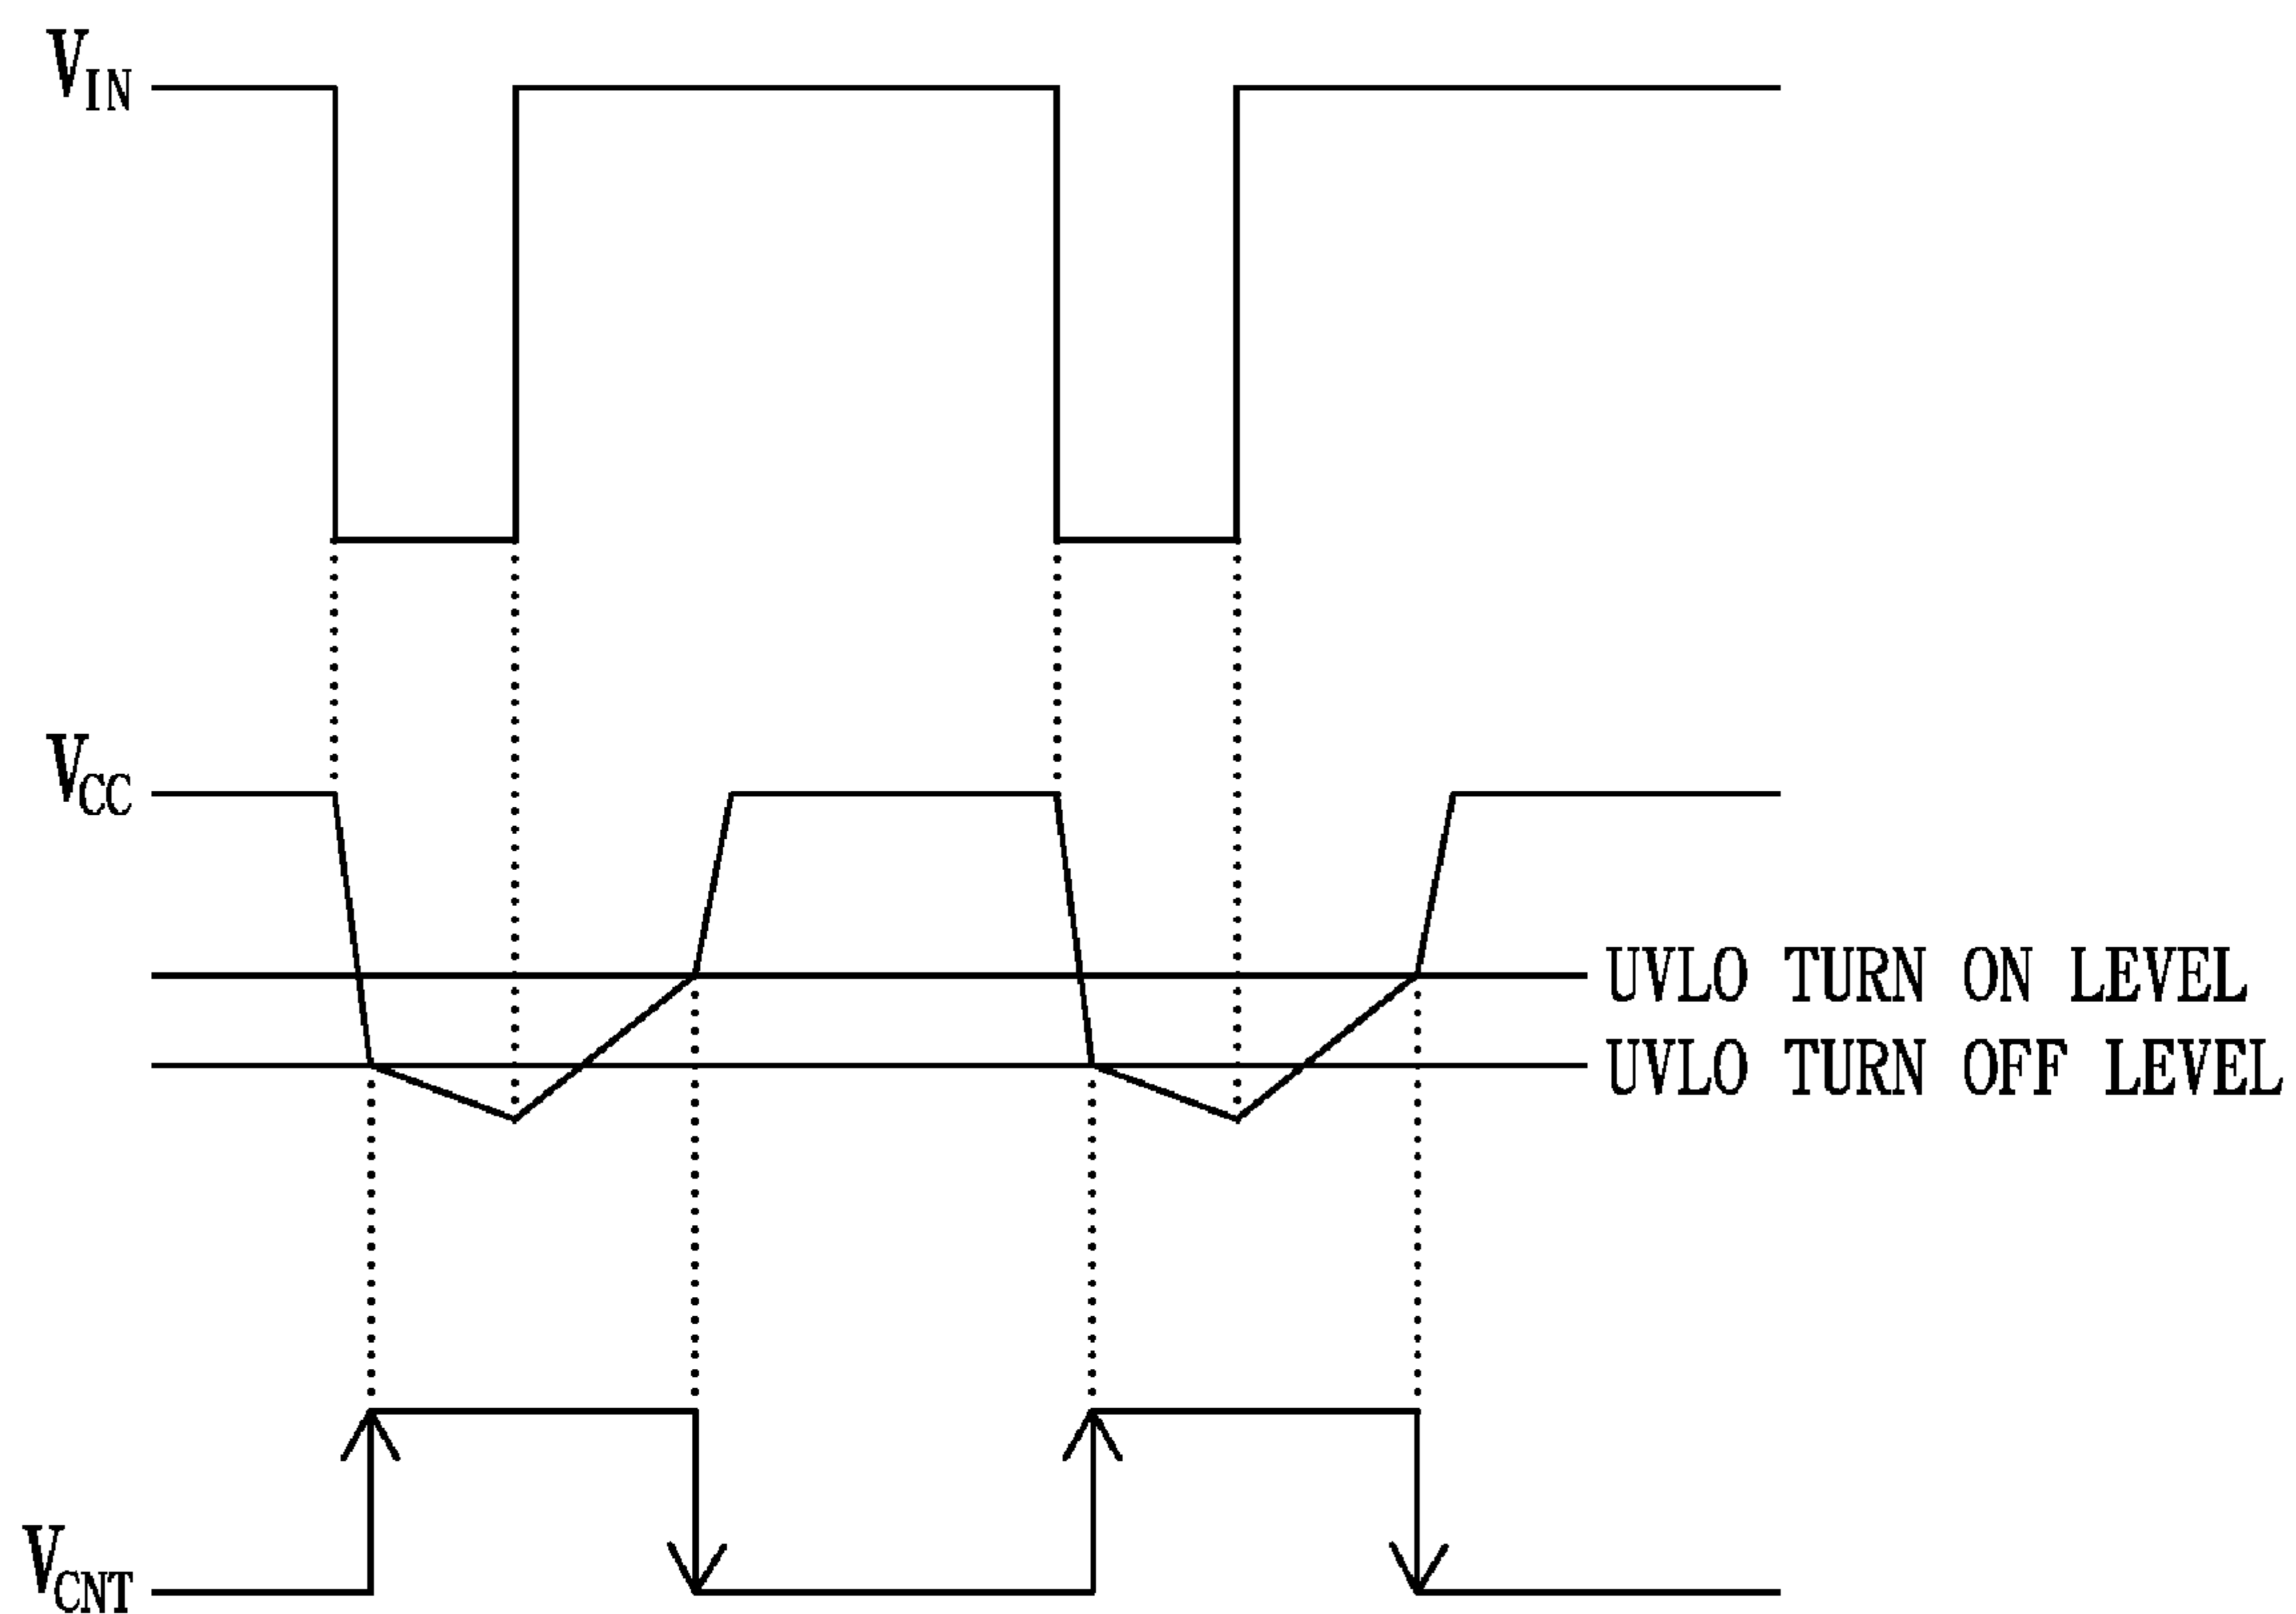 VIN
VCC
UVLO TURN ON LEVEL
UVLO TURN OFF LEVEL
VCNT